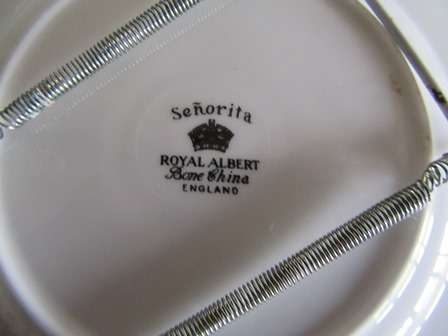 Señorita
ROYAL ALBERT
Bone China
ENGLAND